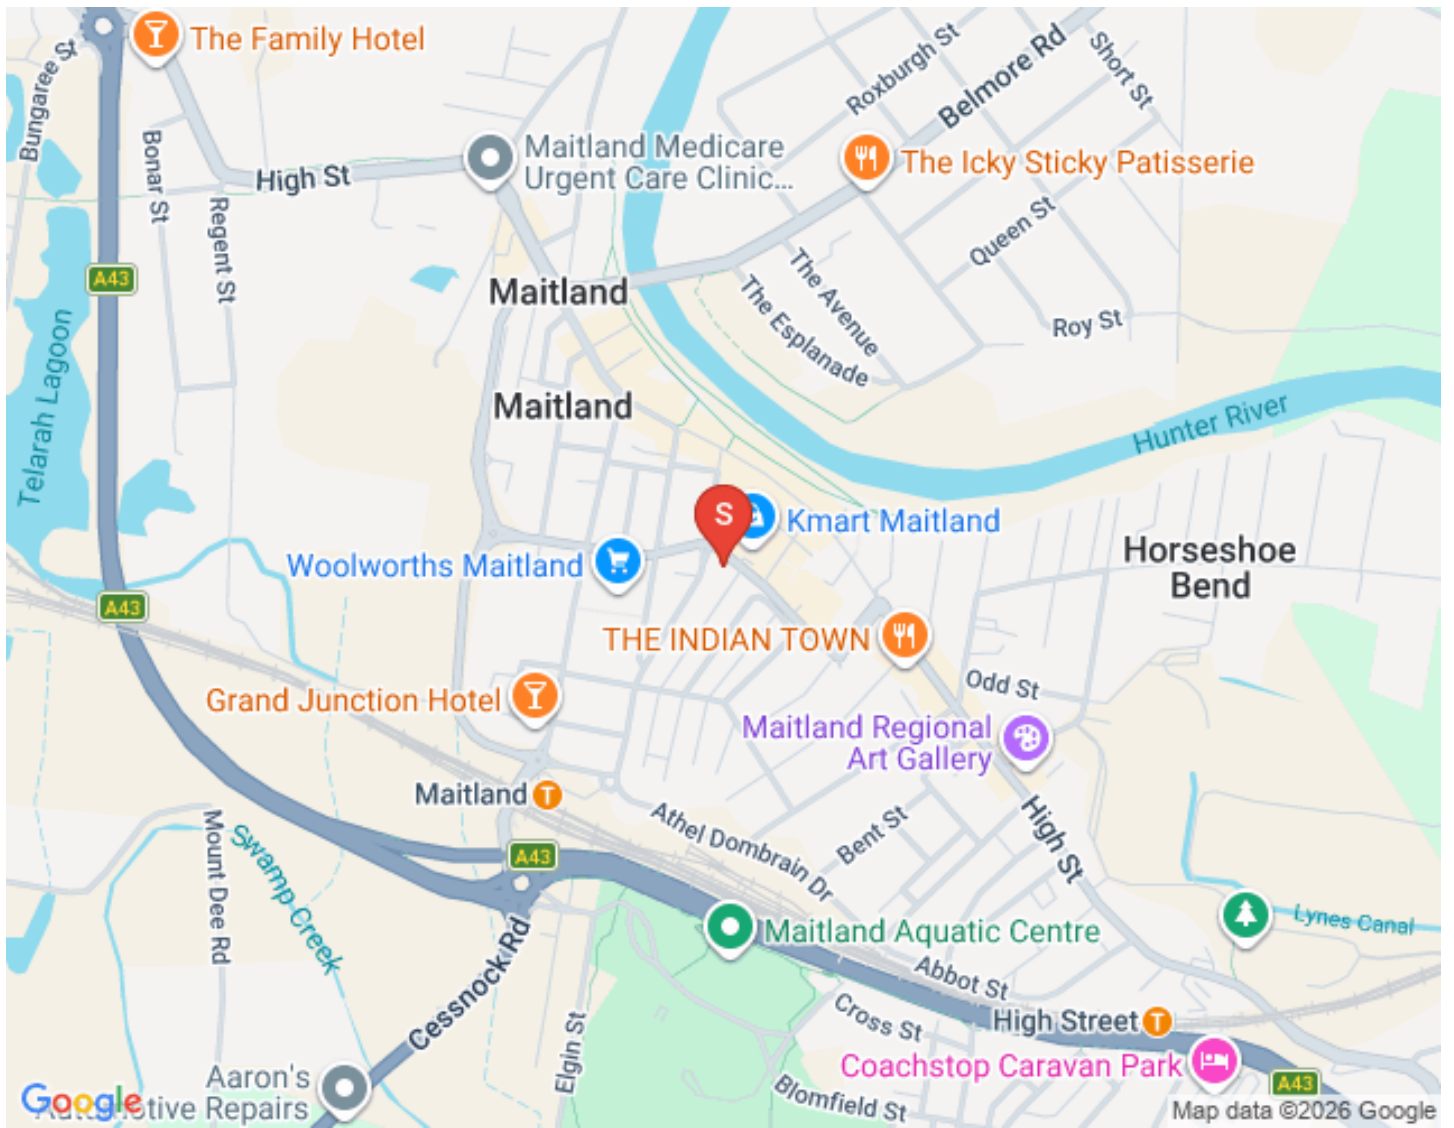 The Family Hotel
Bungaree St
Bonar St
High St
Regent St
A43
Maitland Medicare
Urgent Care Clinic...
Roxburgh St
Belmore Rd
Short St
The Icky Sticky Patisserie
Queen St
The Avenue
The Esplanade
Roy St
Maitland
Telarah Lagoon
Maitland
Hunter River
S
Kmart Maitland
Woolworths Maitland
Horseshoe
Bend
A43
THE INDIAN TOWN
Grand Junction Hotel
Odd St
Maitland Regional
Art Gallery
Maitland
T
Athel Dombrain Dr
Bent St
High St
Mount Dee Rd
Swamp Creek
A43
Cessnock Rd
Maitland Aquatic Centre
Lynes Canal
Abbot St
Cross St
High Street
T
Elgin St
Coachstop Caravan Park
A43
Blomfield St
Aaron's
Automotive Repairs
Google
Map data ©2026 Google